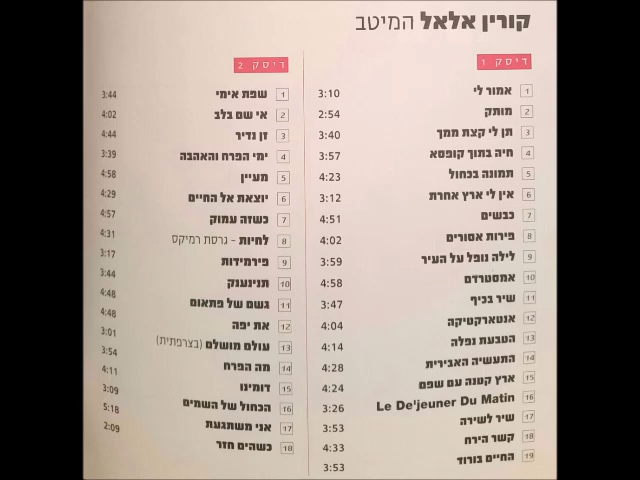 קורין אלאל המיטב
דיסק 1
1 אמור לי 3:10
2 מותק 2:54
3 תן לי קצת ממך 3:40
4 חיה בתוך קופסא 3:57
5 תמונה בכחול 4:23
6 אין לי ארץ אחרת 3:12
7 כבשים 4:51
8 פירות אסורים 4:02
9 לילה נופל על העיר 3:59
10 אמסטרדם 4:58
11 שיר בכיף 3:47
12 אנטארקטיקה 4:04
13 הטבעת נפלה 4:14
14 התעשיה האבירית 4:28
15 ארץ קטנה עם שפם 4:24
16 Le De'jeuner Du Matin 3:26
17 שיר לשירה 3:53
18 קשר הירח 4:33
19 החיים בורוד 3:53
דיסק 2
1 שפת אימי 3:44
2 אי שם בלב 4:02
3 זן נדיר 4:44
4 ימי הפרח והאהבה 3:39
5 מעיין 4:58
6 יוצאת אל החיים 4:29
7 כשזה עמוק 4:57
8 לחיות - גרסת רמיקס 4:31
9 פירמידות 3:17
10 תנינענק 3:44
11 גשם של פתאום 4:48
12 את יפה 4:48
13 עולם מושלם (בצרפתית) 3:01
14 מה הפרח 3:54
15 דומינו 4:11
16 הכחול של השמים 3:09
17 אני משתגעת 5:18
18 כשהים חזר 2:09